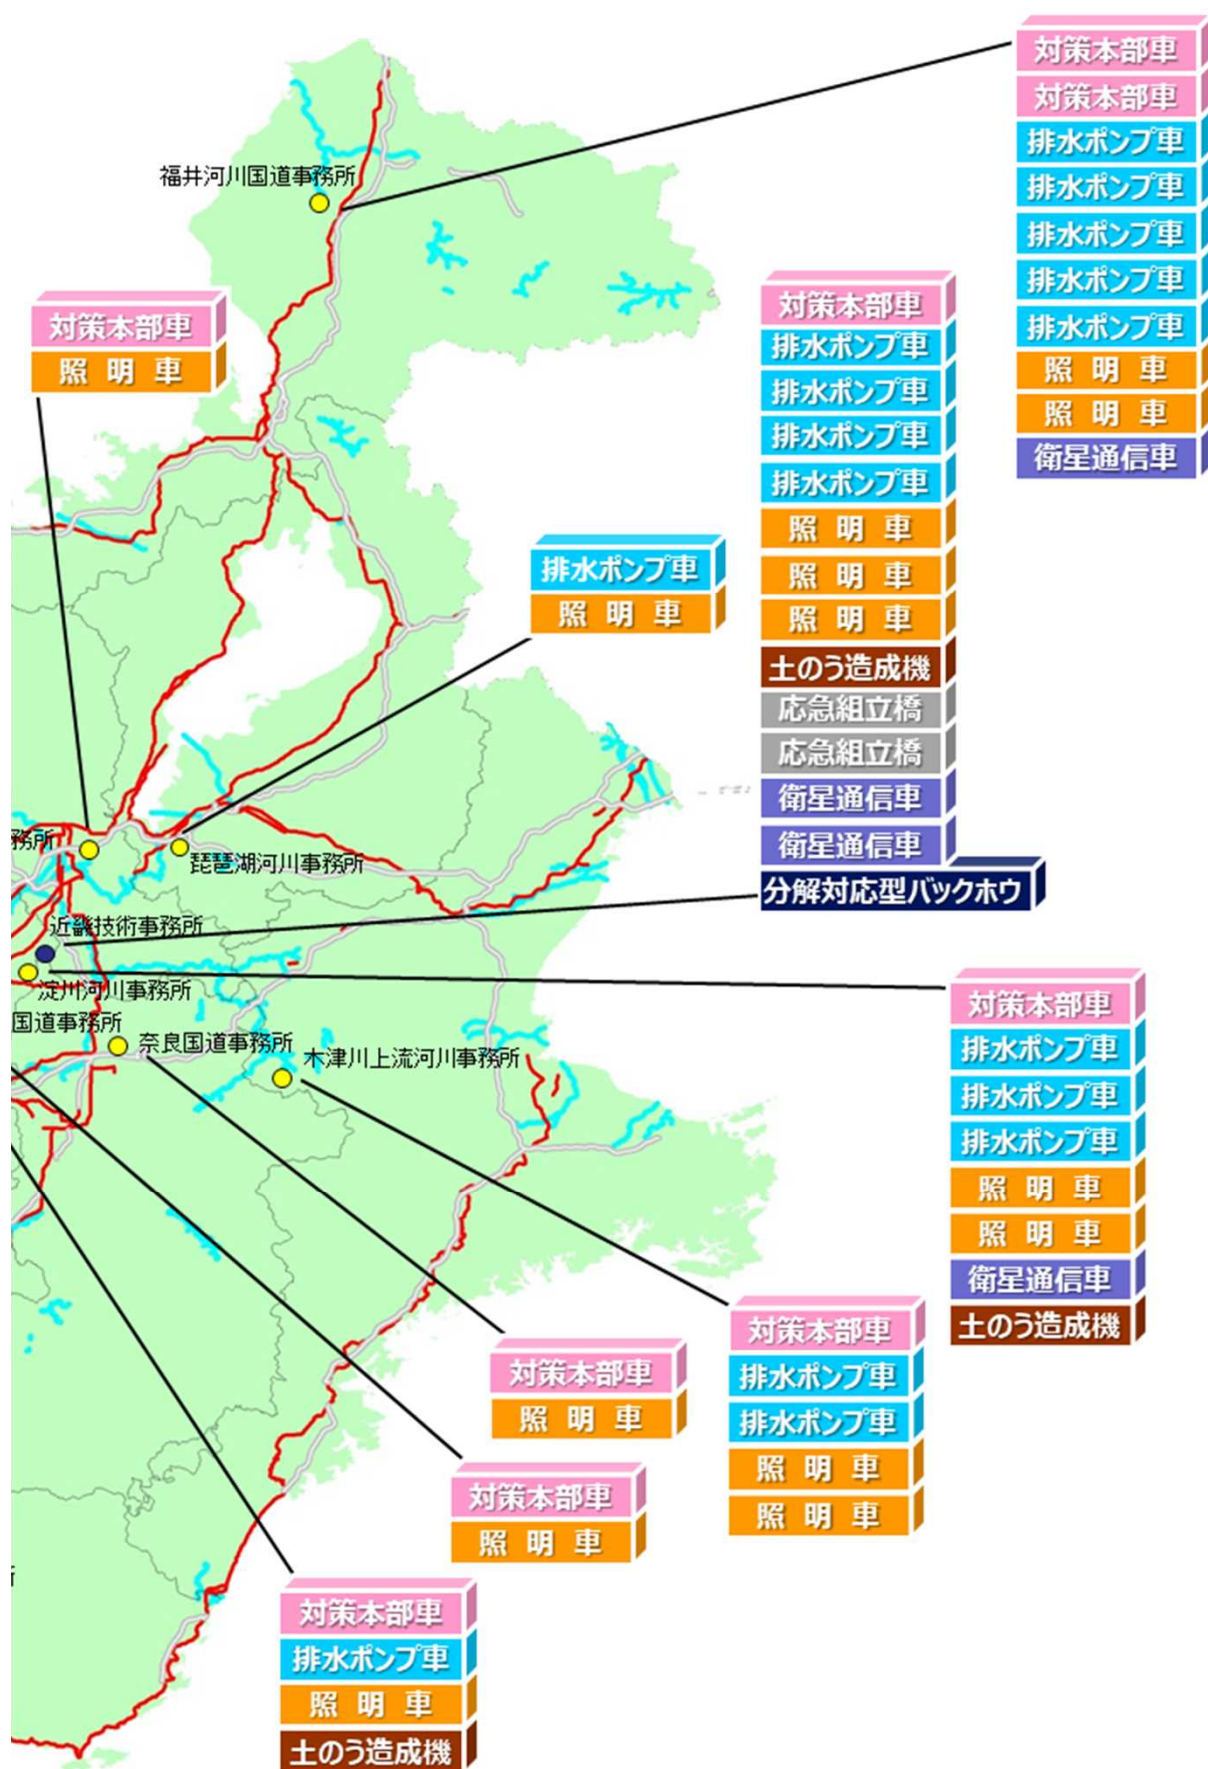 対策本部車
対策本部車
排水ポンプ車
排水ポンプ車
排水ポンプ車
排水ポンプ車
排水ポンプ車
照明車
照明車
衛星通信車
福井河川国道事務所
対策本部車
照明車
対策本部車
排水ポンプ車
排水ポンプ車
排水ポンプ車
排水ポンプ車
照明車
照明車
照明車
土のう造成機
応急組立橋
応急組立橋
衛星通信車
衛星通信車
分解対応型バックホウ
排水ポンプ車
照明車
務所
琵琶湖河川事務所
近畿技術事務所
淀川河川事務所
国道事務所
奈良国道事務所
木津川上流河川事務所
対策本部車
排水ポンプ車
排水ポンプ車
排水ポンプ車
照明車
照明車
衛星通信車
土のう造成機
対策本部車
排水ポンプ車
排水ポンプ車
照明車
照明車
対策本部車
照明車
対策本部車
照明車
対策本部車
排水ポンプ車
照明車
土のう造成機